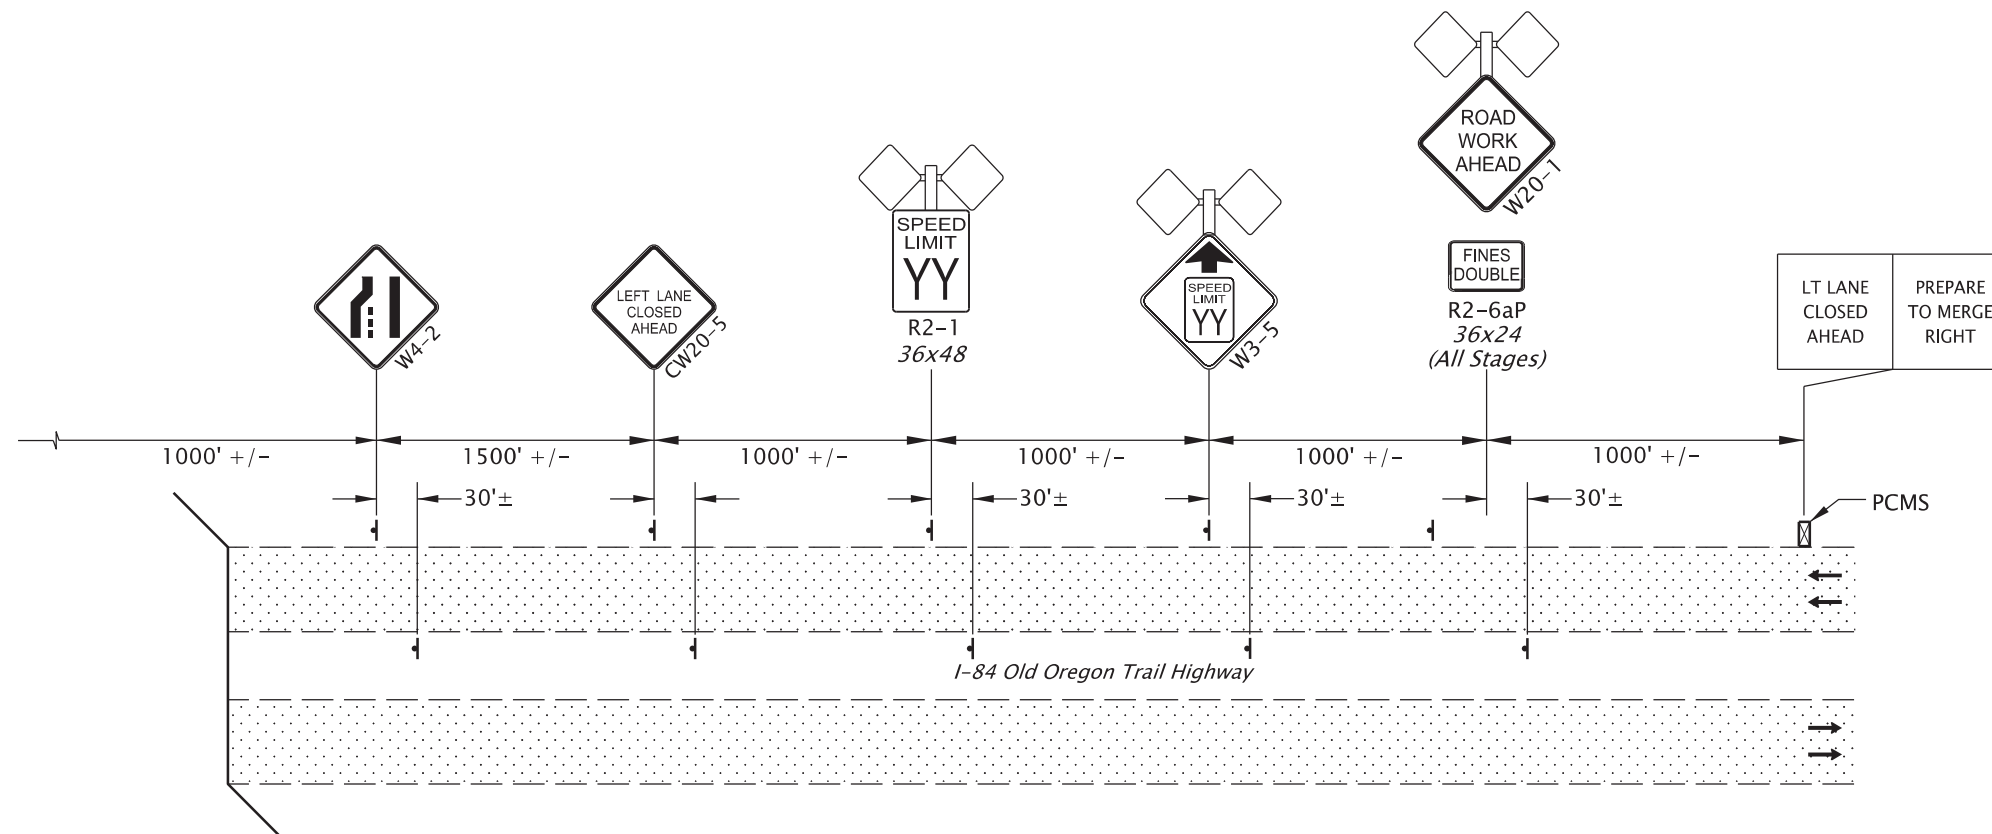 ROAD
WORK
AHEAD
W20-1
SPEED
LIMIT
YY
R2-1
36x48
SPEED
LIMIT
YY
W3-5
FINES
DOUBLE
R2-6aP
36x24
(All Stages)
LEFT LANE
CLOSED
AHEAD
CW20-5
W4-2
LT LANE
CLOSED
AHEAD
PREPARE
TO MERGE
RIGHT
1000' +/-
1500' +/-
1000' +/-
1000' +/-
1000' +/-
1000' +/-
30'±
30'±
30'±
30'±
PCMS
I-84 Old Oregon Trail Highway